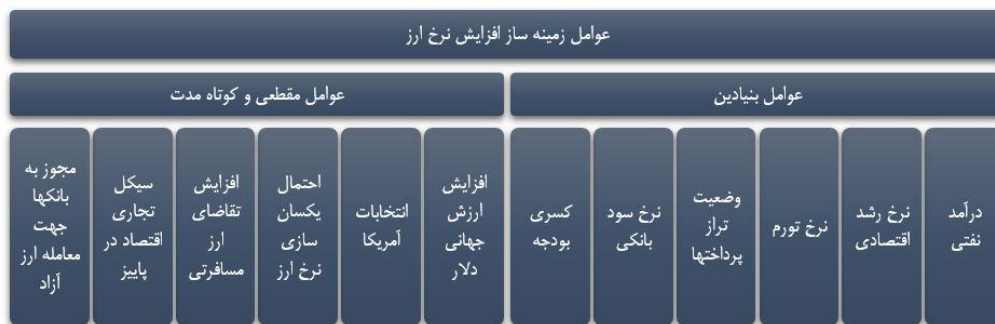 عوامل زمینه ساز افزایش نرخ ارز
عوامل بنیادین
عوامل مقطعی و کوتاه مدت
درآمد
نفتی
نرخ رشد
اقتصادی
نرخ تورم
وضعیت
تراز
پرداختها
نرخ سود
بانکی
کسری
بودجه
افزایش
ارزش
جهانی
دلار
انتخابات
آمریکا
احتمال
یکسان
سازی
نرخ ارز
افزایش
تقاضای
ارز
مسافرتی
سیکل
تجاری
اقتصاد در
پاییز
مجوز به
بانکها
جهت
معامله ارز
آزاد